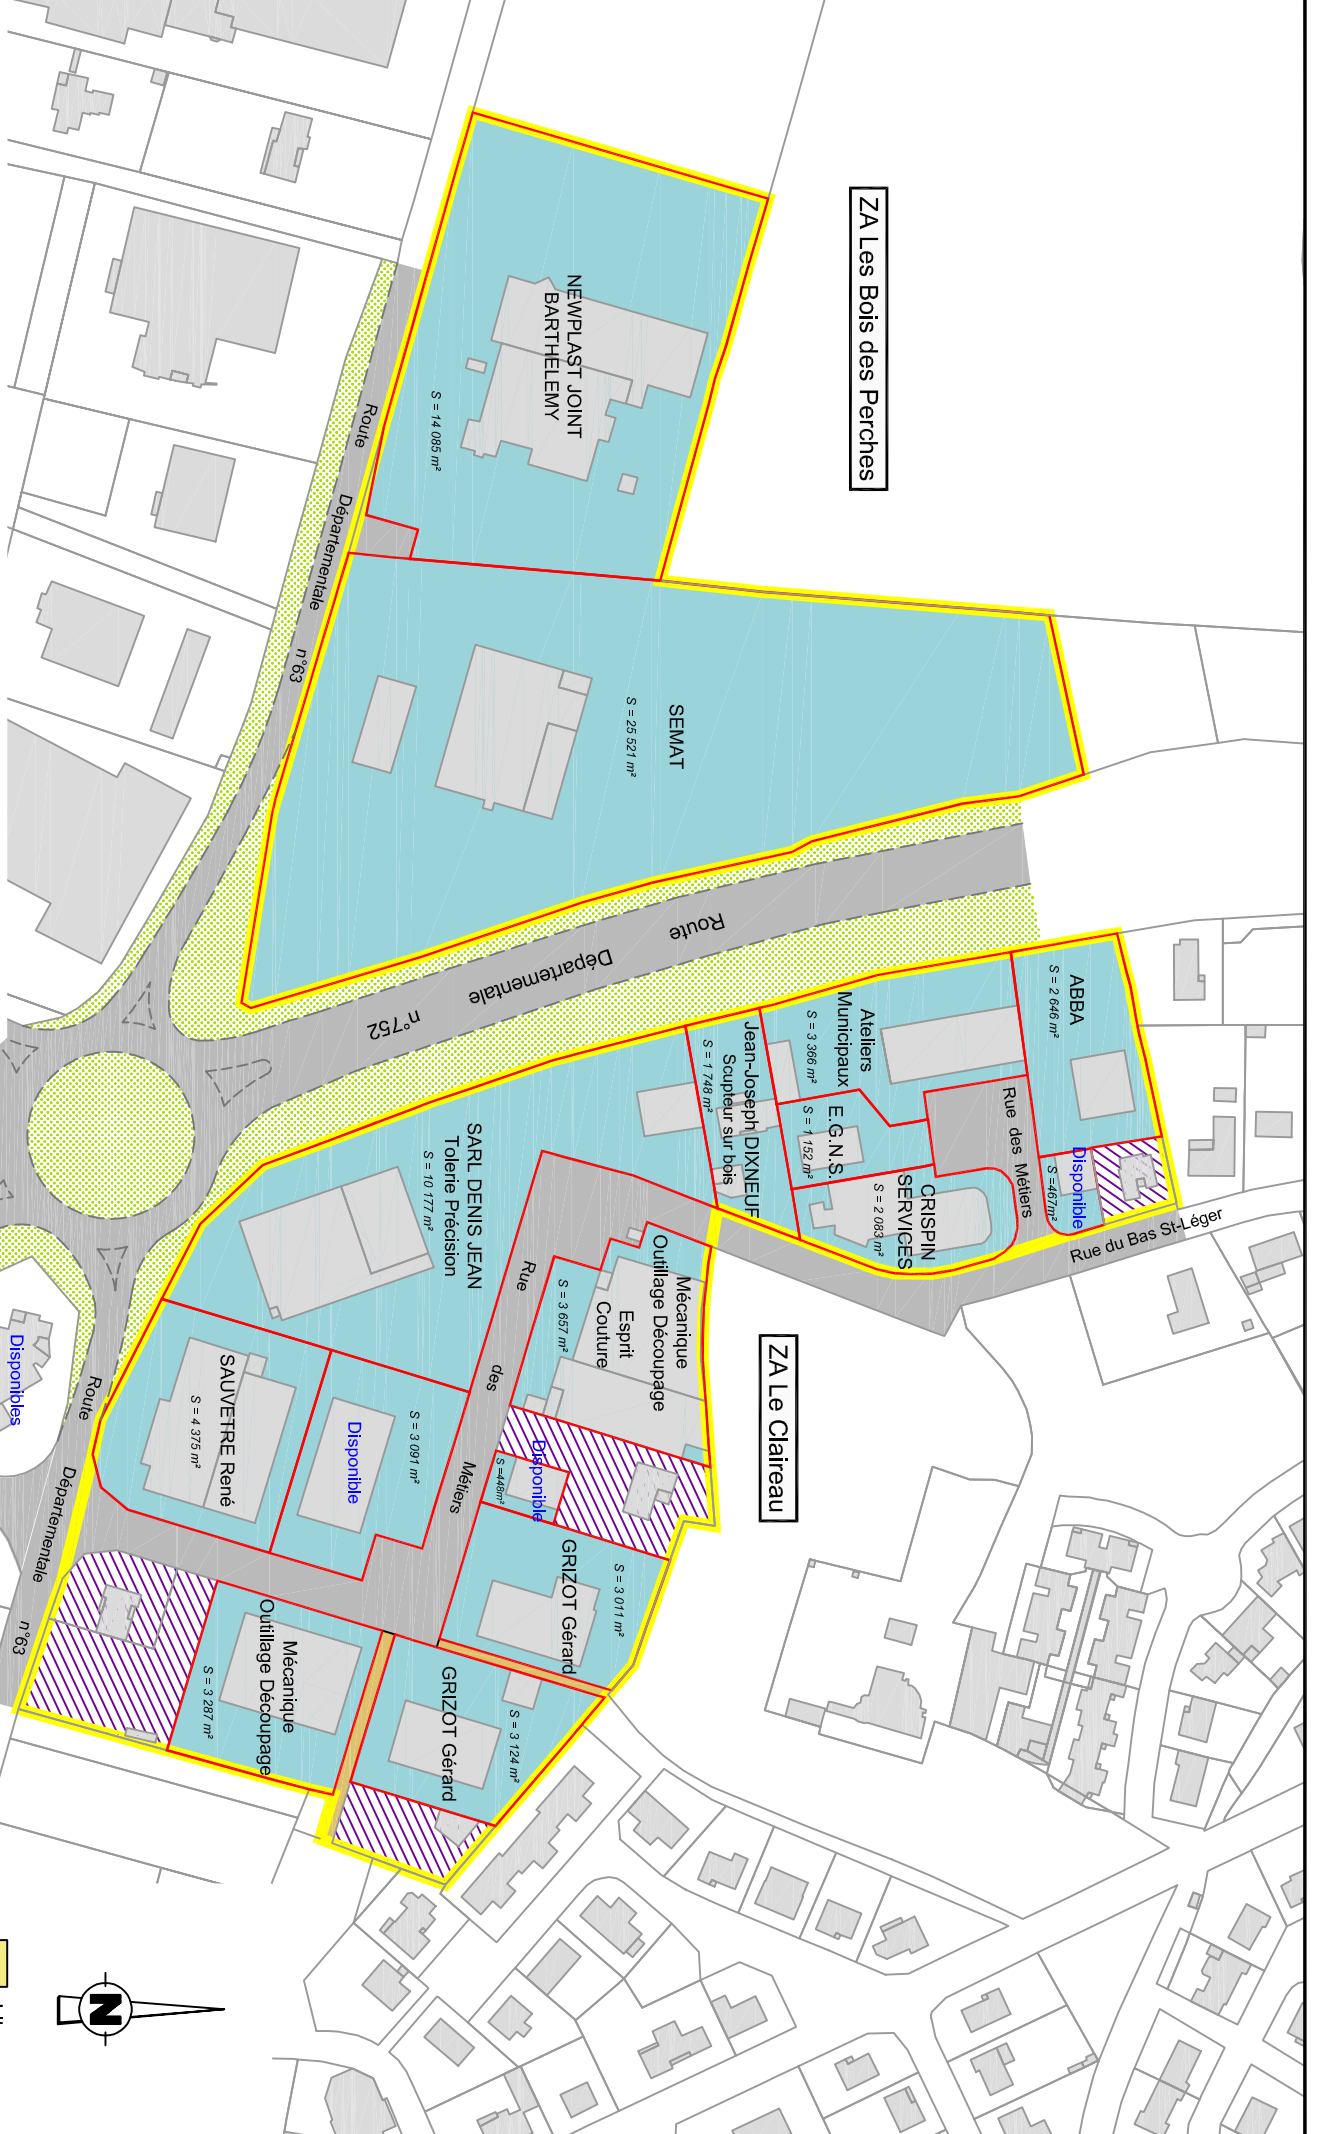 ZA Les Bois des Perches
NEWPLAST JOINT
BARTHELEMY
S = 14 085 m²
Route
Départementale
n°63
SEMAT
S = 25 521 m²
Route
Départementale
n°752
ABBA
S = 2 646 m²
Ateliers
Municipaux
S = 3 366 m²
Jean-Joseph DIXNEUF
Scupteur sur bois
S = 1 748 m²
E.G.N.S.
S = 1 152 m²
Rue des Métiers
Disponible
S =467m²
CRISPIN
SERVICES
S = 2 083 m²
Rue du Bas St-Léger
SARL DENIS JEAN
Tolerie Précision
S = 10 177 m²
ZA Le Claireau
Mécanique
Outillage Découpage
Esprit
Couture
S = 3 657 m²
Rue
des
Métiers
Disponible
S =448m²
SAUVETRE René
S = 4 375 m²
Disponible
S = 3 091 m²
GRIZOT Gérard
S = 3 011 m²
GRIZOT Gérard
S = 3 124 m²
Mécanique
Outillage Découpage
S = 3 287 m²
Disponibles
Route
Départementale
n°63
N